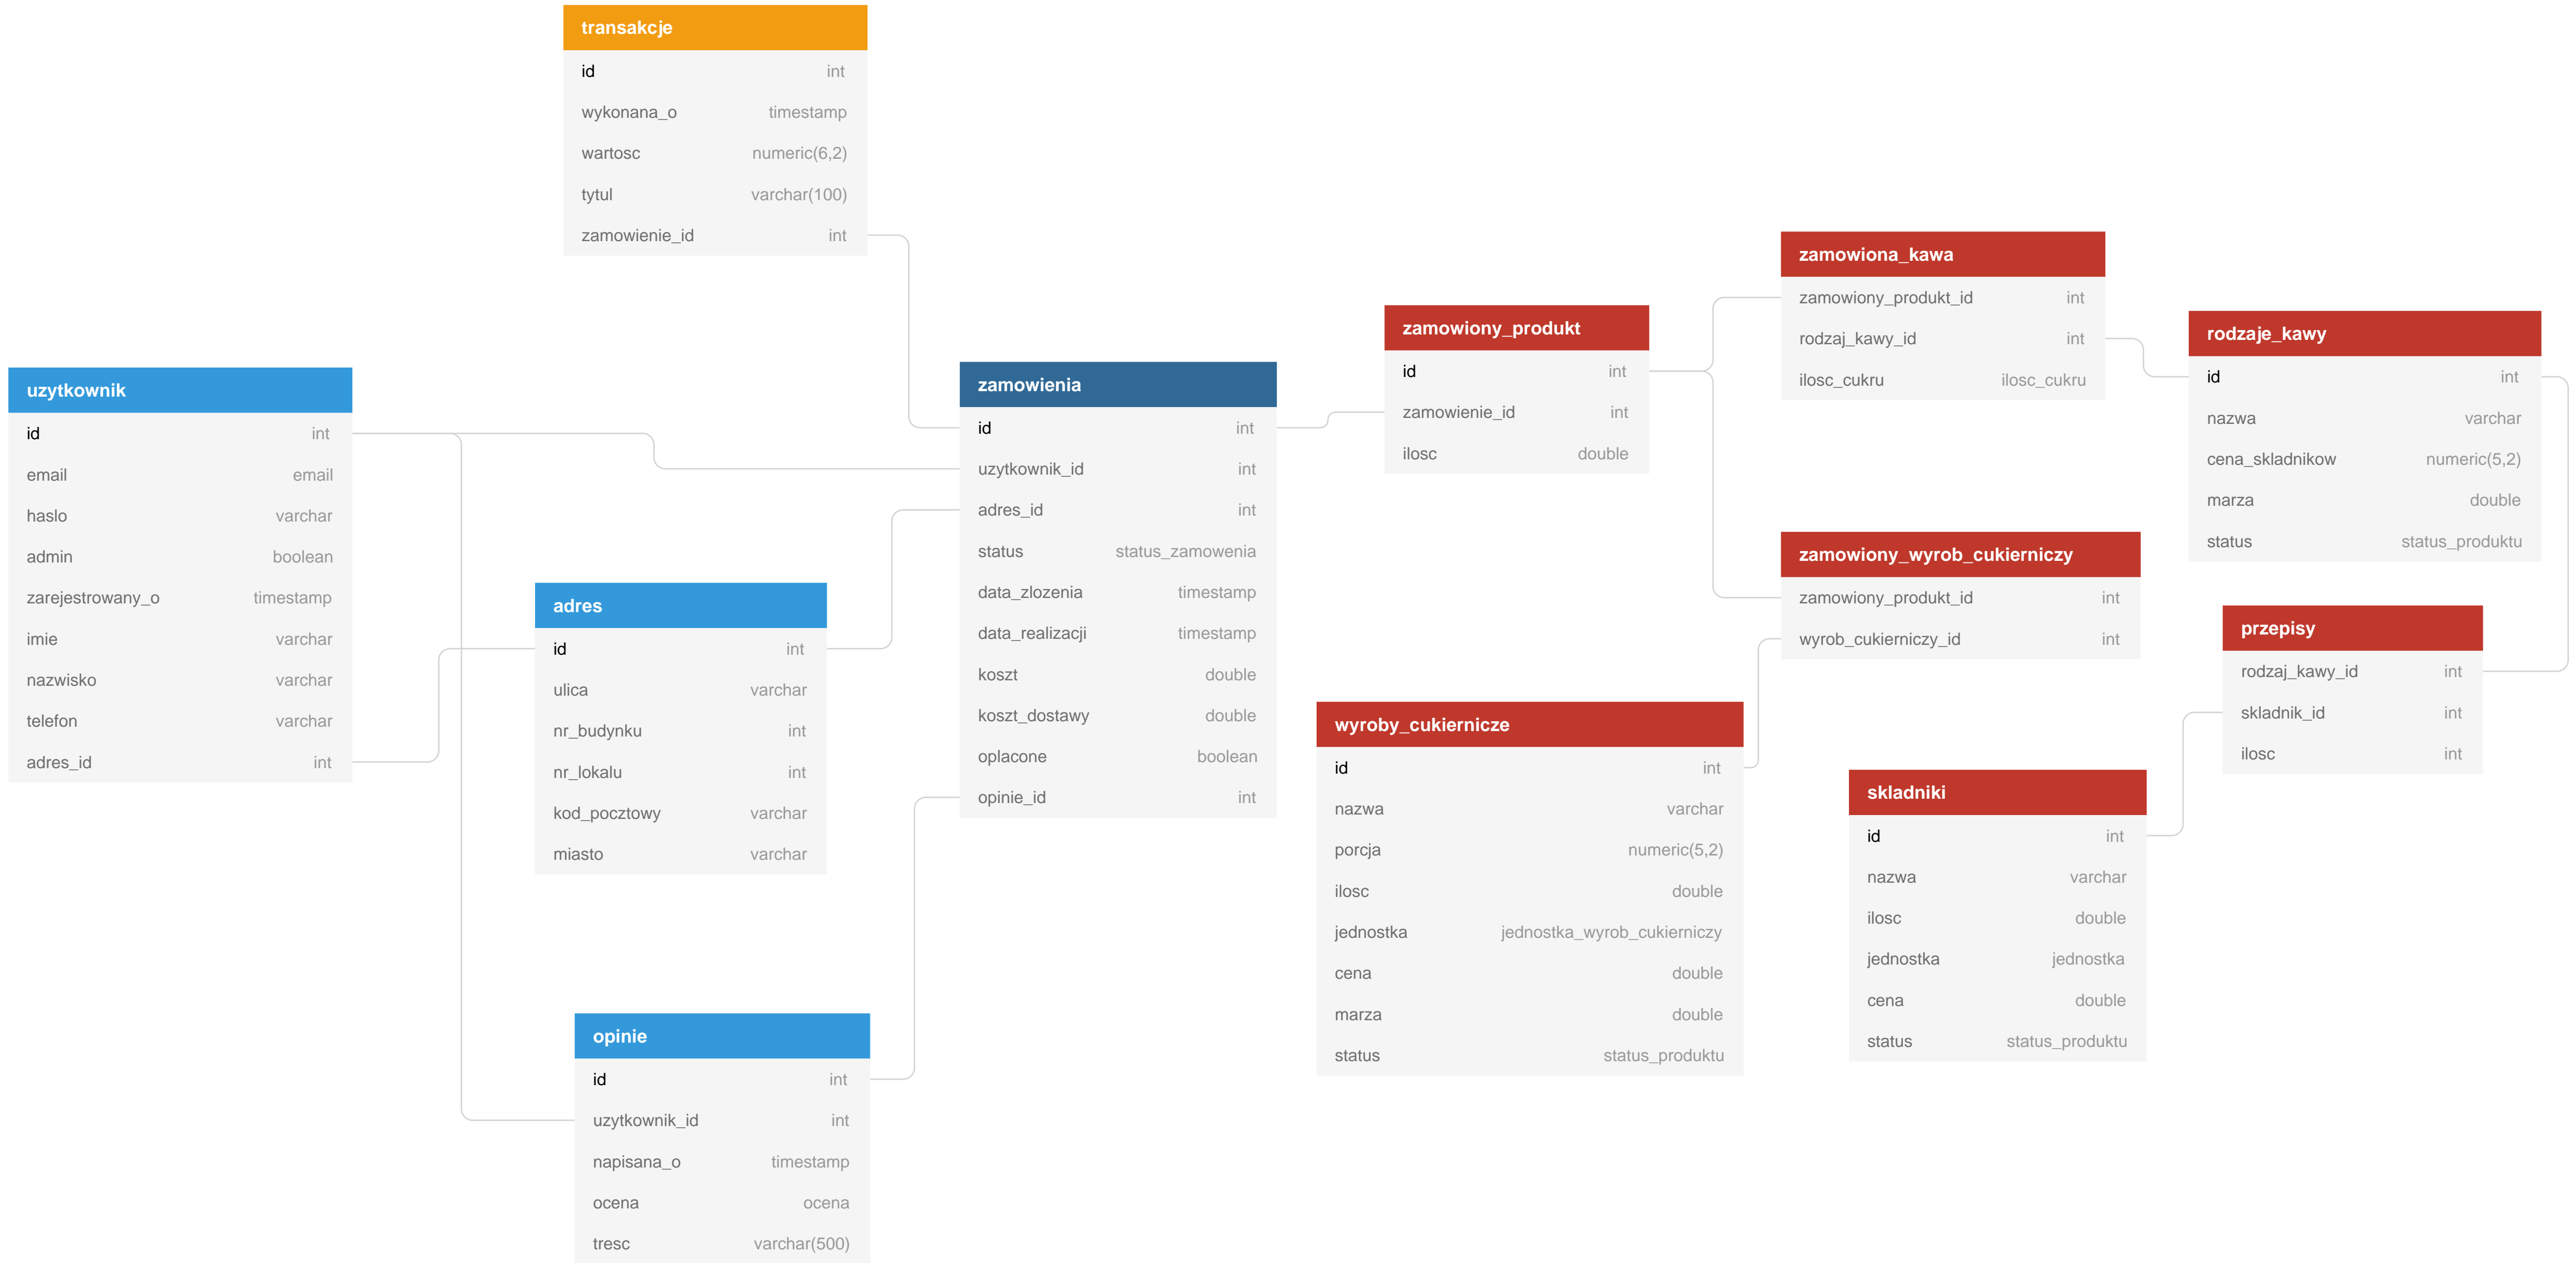 transakcje
id int
wykonana_o timestamp
wartosc numeric(6,2)
tytul varchar(100)
zamowienie_id int
uzytkownik
id int
email email
haslo varchar
admin boolean
zarejestrowany_o timestamp
imie varchar
nazwisko varchar
telefon varchar
adres_id int
adres
id int
ulica varchar
nr_budynku int
nr_lokalu int
kod_pocztowy varchar
miasto varchar
opinie
id int
uzytkownik_id int
napisana_o timestamp
ocena ocena
tresc varchar(500)
zamowienia
id int
uzytkownik_id int
adres_id int
status status_zamowenia
data_zlozenia timestamp
data_realizacji timestamp
koszt double
koszt_dostawy double
oplacone boolean
opinie_id int
zamowiony_produkt
id int
zamowienie_id int
ilosc double
zamowiona_kawa
zamowiony_produkt_id int
rodzaj_kawy_id int
ilosc_cukru ilosc_cukru
rodzaje_kawy
id int
nazwa varchar
cena_skladnikow numeric(5,2)
marza double
status status_produktu
zamowiony_wyrob_cukierniczy
zamowiony_produkt_id int
wyrob_cukierniczy_id int
przepisy
rodzaj_kawy_id int
skladnik_id int
ilosc int
wyroby_cukiernicze
id int
nazwa varchar
porcja numeric(5,2)
ilosc double
jednostka jednostka_wyrob_cukierniczy
cena double
marza double
status status_produktu
skladniki
id int
nazwa varchar
ilosc double
jednostka jednostka
cena double
status status_produktu